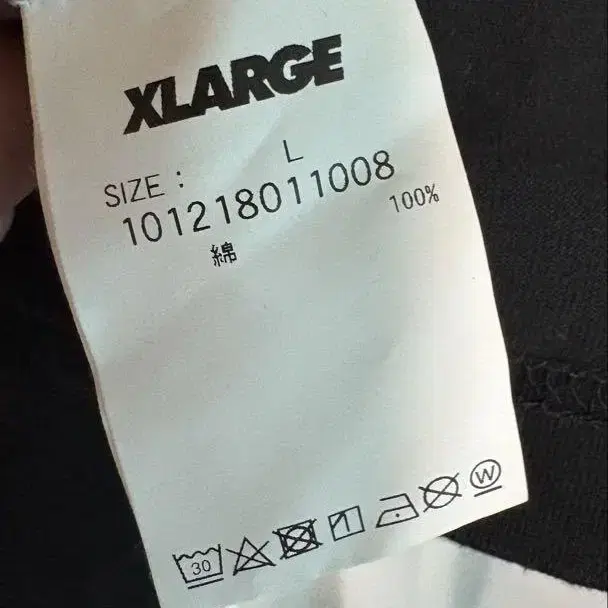 XLARGE
SIZE : L
101218011008
綿 100%
30
W